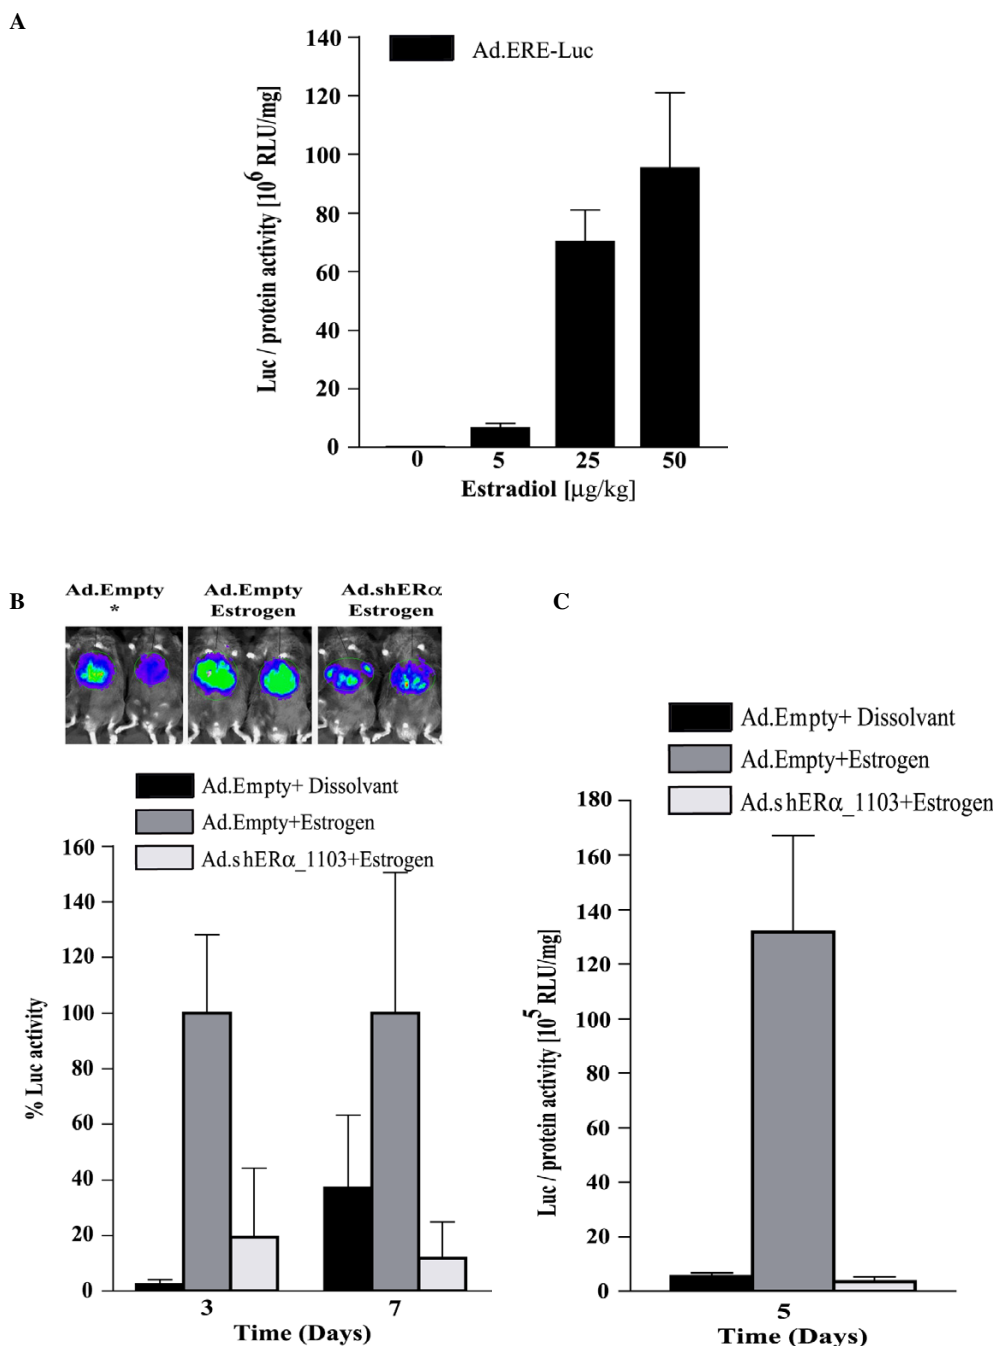 A
140
120
100
80
60
40
20
0
Luc / protein activity [10⁶ RLU/mg]
Ad.ERE-Luc
0 5 25 50
Estradiol [μg/kg]
B
Ad.Empty
*
Ad.Empty
Estrogen
Ad.shERα
Estrogen
Ad.Empty+ Dissolvant
Ad.Empty+Estrogen
Ad.shERα_1103+Estrogen
160
140
120
100
80
60
40
20
0
% Luc activity
3 7
Time (Days)
C
Ad.Empty+ Dissolvant
Ad.Empty+Estrogen
Ad.shERα_1103+Estrogen
180
160
140
120
100
80
60
40
20
0
Luc / protein activity [10⁵ RLU/mg]
5
Time (Days)